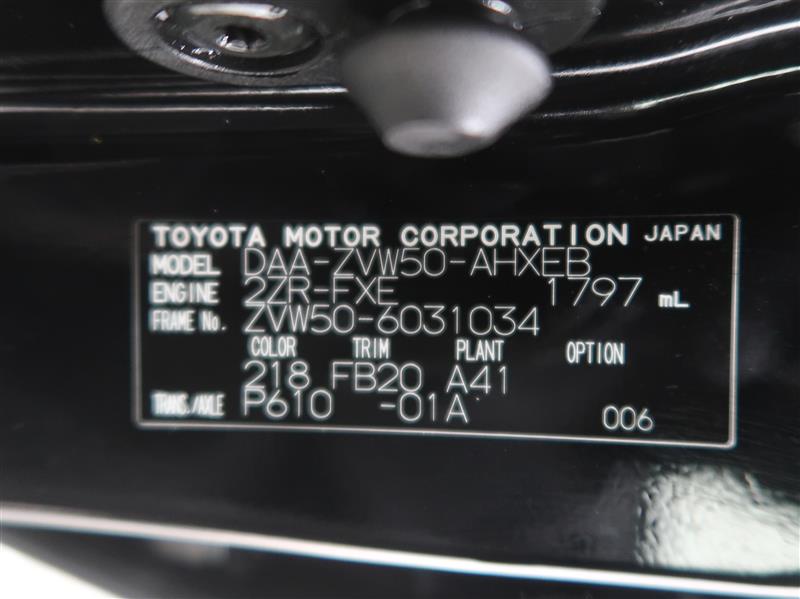 TOYOTA MOTOR CORPORATION JAPAN
MODEL DAA-ZVW50-AHXEB
ENGINE 2ZR-FXE 1797 mL
FRAME No. ZVW50-6031034
COLOR TRIM PLANT OPTION
218 FB20 A41
TRANS./AXLE P610 -01A 006